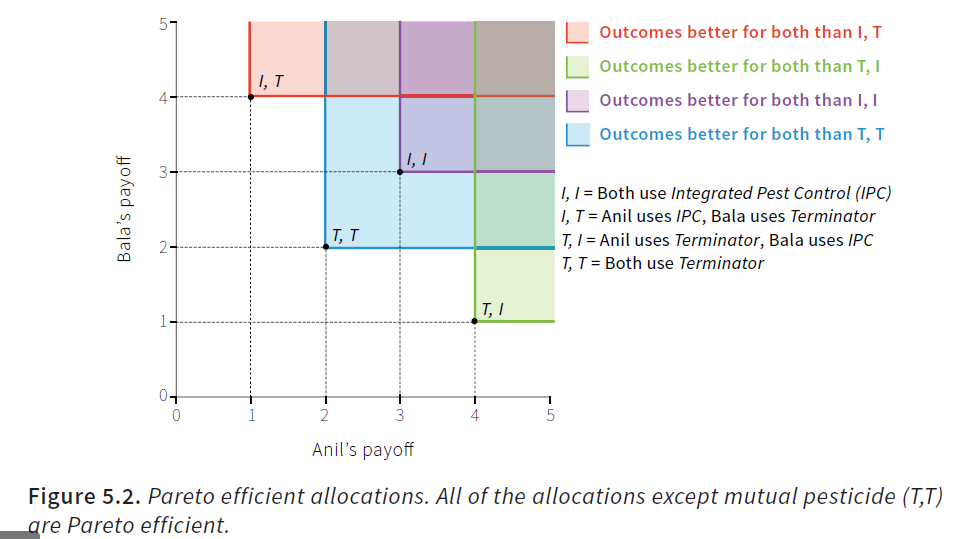 5
4
3
2
1
0
0 1 2 3 4 5
Bala's payoff
Anil's payoff
I, T
I, I
T, T
T, I
Outcomes better for both than I, T
Outcomes better for both than T, I
Outcomes better for both than I, I
Outcomes better for both than T, T
I, I = Both use Integrated Pest Control (IPC)
I, T = Anil uses IPC, Bala uses Terminator
T, I = Anil uses Terminator, Bala uses IPC
T, T = Both use Terminator
Figure 5.2. Pareto efficient allocations. All of the allocations except mutual pesticide (T,T)
are Pareto efficient.